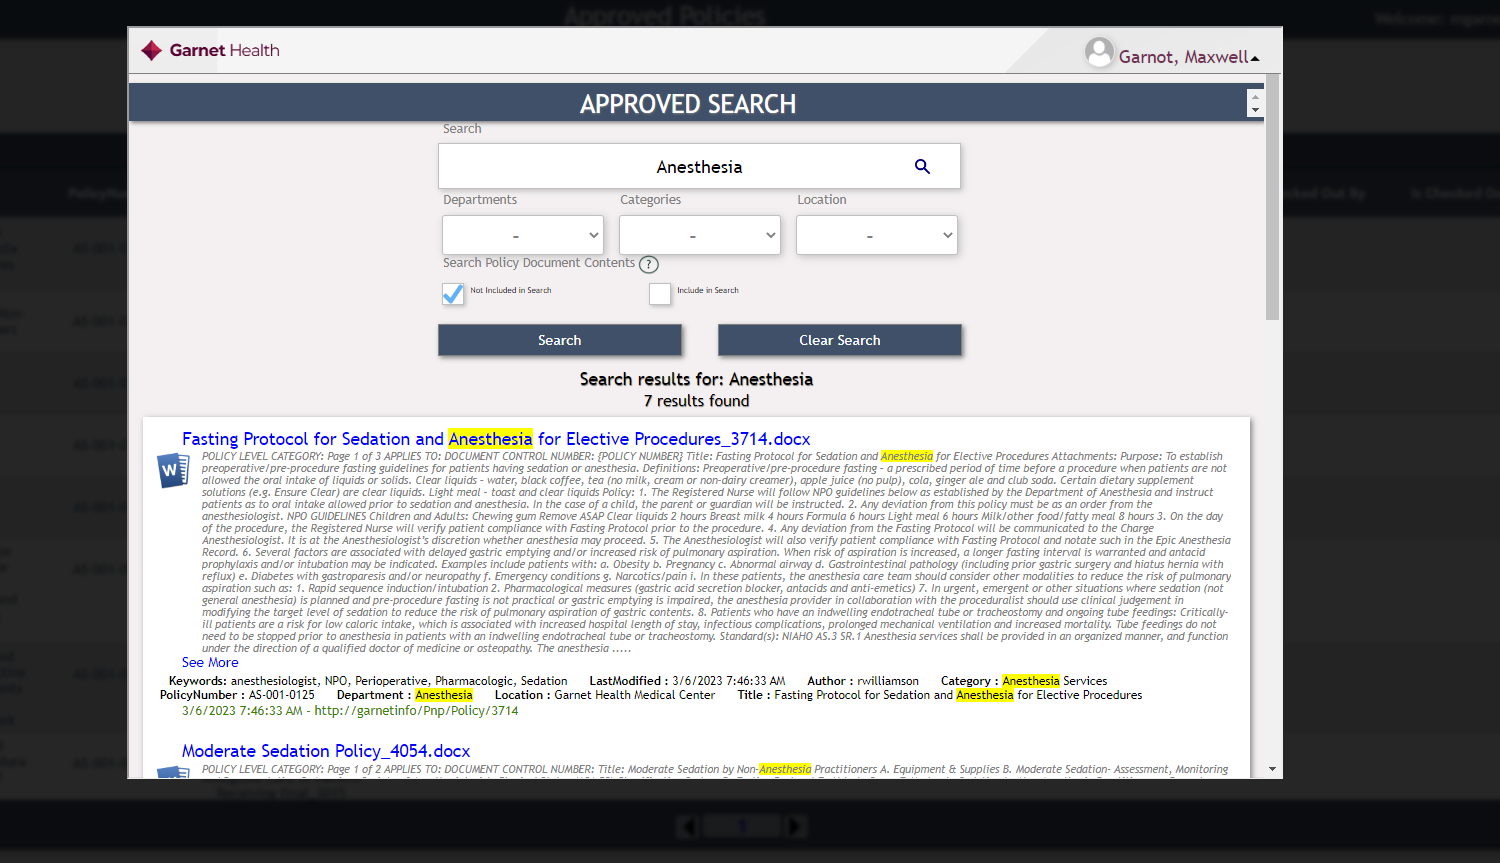 Approved Policies
Garnet Health
Garnot, Maxwell
APPROVED SEARCH
Search
Anesthesia
Departments Categories Location
- - -
Search Policy Document Contents ?
Not Included in Search Include in Search
Search Clear Search
Search results for: Anesthesia
7 results found
Fasting Protocol for Sedation and Anesthesia for Elective Procedures_3714.docx
POLICY LEVEL CATEGORY: Page 1 of 3 APPLIES TO: DOCUMENT CONTROL NUMBER: {POLICY NUMBER} Title: Fasting Protocol for Sedation and Anesthesia for Elective Procedures Attachments: Purpose: To establish
preoperative/pre-procedure fasting guidelines for patients having sedation or anesthesia. Definitions: Preoperative/pre-procedure fasting – a prescribed period of time before a procedure when patients are not
allowed the oral intake of liquids or solids. Clear liquids – water, black coffee, tea (no milk, cream or non-dairy creamer), apple juice (no pulp), cola, ginger ale and club soda. Certain dietary supplement
solutions (e.g. Ensure Clear) are clear liquids. Light meal – toast and clear liquids Policy: 1. The Registered Nurse will follow NPO guidelines below as established by the Department of Anesthesia and instruct
patients as to oral intake allowed prior to sedation and anesthesia. In the case of a child, the parent or guardian will be instructed. 2. Any deviation from this policy must be as an order from the
anesthesiologist. NPO GUIDELINES Children and Adults: Chewing gum Remove ASAP Clear liquids 2 hours Breast milk 4 hours Formula 6 hours Light meal 6 hours Milk/other food/fatty meal 8 hours 3. On the day
of the procedure, the Registered Nurse will verify patient compliance with Fasting Protocol prior to the procedure. 4. Any deviation from the Fasting Protocol will be communicated to the Charge
Anesthesiologist. It is at the Anesthesiologist's discretion whether anesthesia may proceed. 5. The Anesthesiologist will also verify patient compliance with Fasting Protocol and notate such in the Epic Anesthesia
Record. 6. Several factors are associated with delayed gastric emptying and/or increased risk of pulmonary aspiration. When risk of aspiration is increased, a longer fasting interval is warranted and antacid
prophylaxis and/or intubation may be indicated. Examples include patients with: a. Obesity b. Pregnancy c. Abnormal airway d. Gastrointestinal pathology (including prior gastric surgery and hiatus hernia with
reflux) e. Diabetes with gastroparesis and/or neuropathy f. Emergency conditions g. Narcotics/pain i. In these patients, the anesthesia care team should consider other modalities to reduce the risk of pulmonary
aspiration such as: 1. Rapid sequence induction/intubation 2. Pharmacological measures (gastric acid secretion blocker, antacids and anti-emetics) 7. In urgent, emergent or other situations where sedation (not
general anesthesia) is planned and pre-procedure fasting is not practical or gastric emptying is impaired, the anesthesia provider in collaboration with the proceduralist should use clinical judgement in
modifying the target level of sedation to reduce the risk of pulmonary aspiration of gastric contents. 8. Patients who have an indwelling endotracheal tube or tracheostomy and ongoing tube feedings: Critically-
ill patients are a risk for low caloric intake, which is associated with increased hospital length of stay, infectious complications, prolonged mechanical ventilation and increased mortality. Tube feedings do not
need to be stopped prior to anesthesia in patients with an indwelling endotracheal tube or tracheostomy. Standard(s): NIAHO AS.3 SR.1 Anesthesia services shall be provided in an organized manner, and function
under the direction of a qualified doctor of medicine or osteopathy. The anesthesia .....
See More
Keywords: anesthesiologist, NPO, Perioperative, Pharmacologic, Sedation LastModified : 3/6/2023 7:46:33 AM Author : rwilliamson Category : Anesthesia Services
PolicyNumber : AS-001-0125 Department : Anesthesia Location : Garnet Health Medical Center Title : Fasting Protocol for Sedation and Anesthesia for Elective Procedures
3/6/2023 7:46:33 AM - http://garnetinfo/Pnp/Policy/3714
Moderate Sedation Policy_4054.docx
POLICY LEVEL CATEGORY: Page 1 of 2 APPLIES TO: DOCUMENT CONTROL NUMBER: Title: Moderate Sedation by Non-Anesthesia Practitioners A. Equipment & Supplies B. Moderate Sedation- Assessment, Monitoring
1